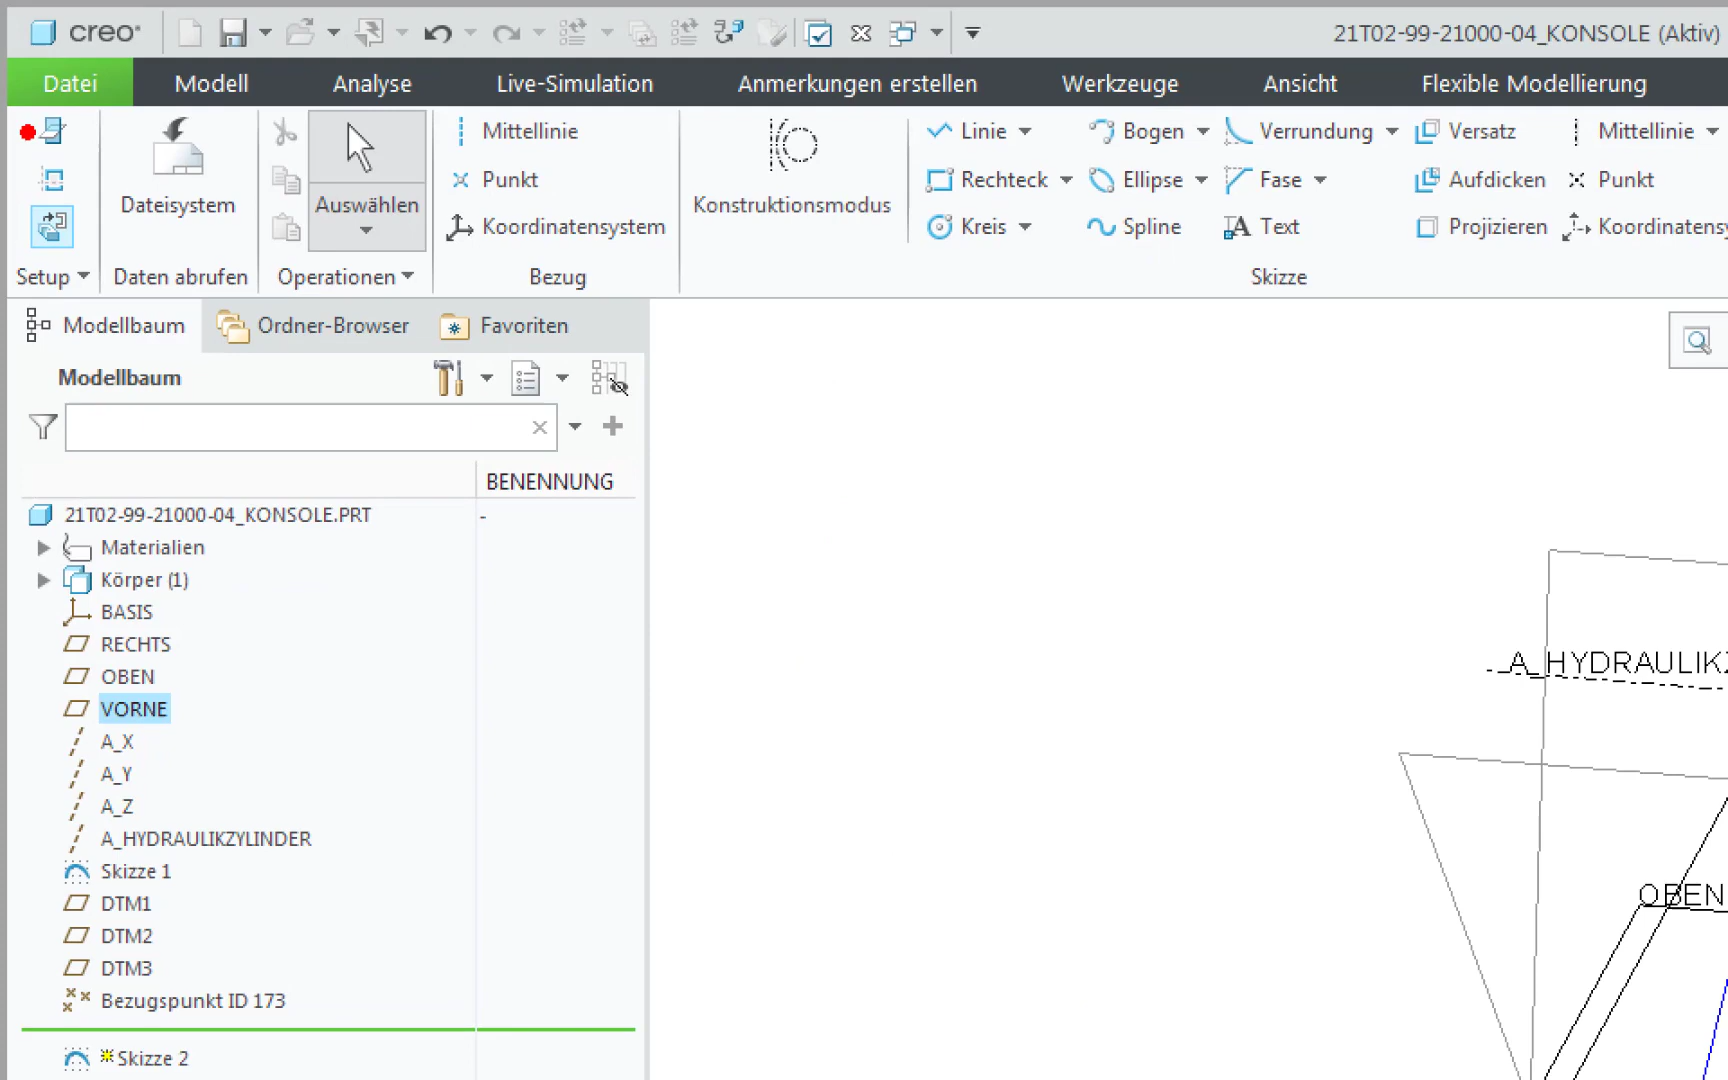 creo
21T02-99-21000-04_KONSOLE (Aktiv)
Datei Modell Analyse Live-Simulation Anmerkungen erstellen Werkzeuge Ansicht Flexible Modellierung
Mittellinie Linie Bogen Verrundung Versatz Mittellinie
Punkt Rechteck Ellipse Fase Aufdicken Punkt
Dateisystem Auswählen Konstruktionsmodus
Koordinatensystem Kreis Spline Text Projizieren Koordinatens
Setup Daten abrufen Operationen Bezug Skizze
Modellbaum Ordner-Browser Favoriten
Modellbaum
BENENNUNG
21T02-99-21000-04_KONSOLE.PRT -
Materialien
Körper (1)
BASIS
RECHTS
OBEN
VORNE
A_X
A_Y
A_Z
A_HYDRAULIKZYLINDER
Skizze 1
DTM1
DTM2
DTM3
Bezugspunkt ID 173
Skizze 2
A_HYDRAULIKZ
OBEN